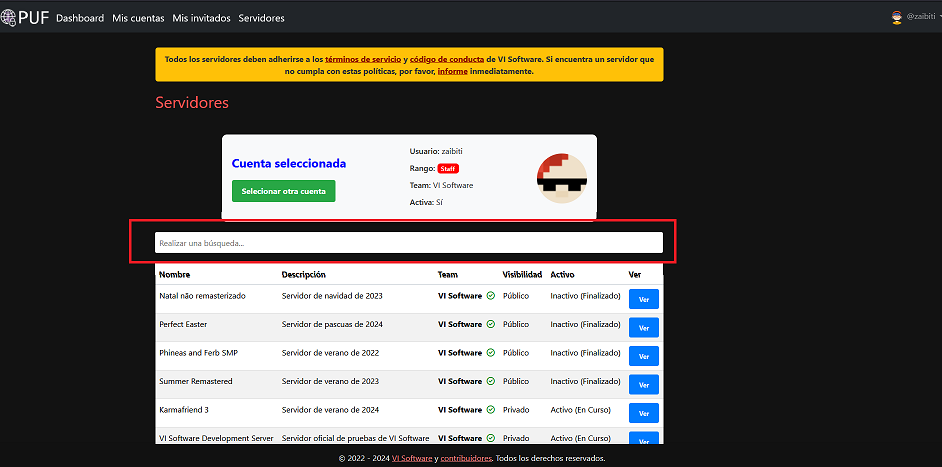 PUF Dashboard Mis cuentas Mis invitados Servidores @zaibiti
Todos los servidores deben adherirse a los términos de servicio y código de conducta de VI Software. Si encuentra un servidor que
no cumpla con estas políticas, por favor, informe inmediatamente.
Servidores
Cuenta seleccionada
Selecionar otra cuenta
Usuario: zaibiti
Rango: Staff
Team: VI Software
Activa: Sí
Realizar una búsqueda...
Nombre Descripción Team Visibilidad Activo Ver
Natal não remasterizado Servidor de navidad de 2023 VI Software Público Inactivo (Finalizado) Ver
Perfect Easter Servidor de pascuas de 2024 VI Software Público Inactivo (Finalizado) Ver
Phineas and Ferb SMP Servidor de verano de 2022 VI Software Público Inactivo (Finalizado) Ver
Summer Remastered Servidor de verano de 2023 VI Software Público Inactivo (Finalizado) Ver
Karmafriend 3 Servidor de verano de 2024 VI Software Privado Activo (En Curso) Ver
VI Software Development Server Servidor oficial de pruebas de VI Software VI Software Privado Activo (En Curso) Ver
© 2022 - 2024 VI Software y contribuidores. Todos los derechos reservados.